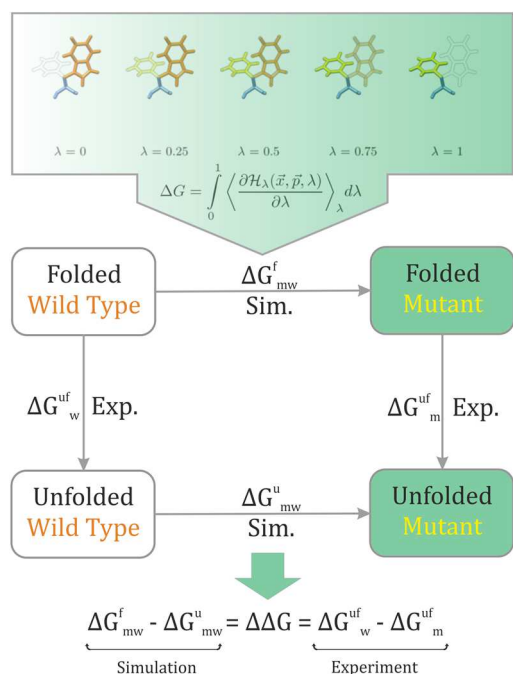 λ = 0 λ = 0.25 λ = 0.5 λ = 0.75 λ = 1
ΔG = ∫₀¹ ⟨∂ℋ_λ(x⃗, p⃗, λ)/∂λ⟩_λ dλ
Folded
Wild Type
ΔG^f_mw
Sim.
Folded
Mutant
ΔG^uf_w Exp.
ΔG^uf_m Exp.
Unfolded
Wild Type
ΔG^u_mw
Sim.
Unfolded
Mutant
ΔG^f_mw - ΔG^u_mw = ΔΔG = ΔG^uf_w - ΔG^uf_m
Simulation Experiment